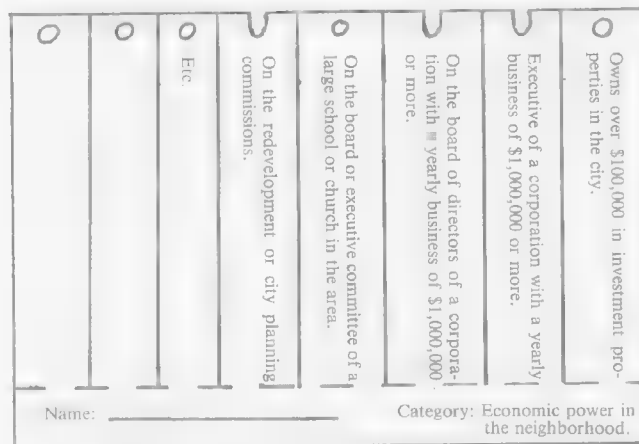 Owns over $100,000 in investment pro-
perties in the city.
Executive of a corporation with a yearly
business of $1,000,000 or more.
On the board of directors of a corpora-
tion with yearly business of $1,000,000
or more.
On the board or executive committee of a
large school or church in the area.
On the redevelopment or city planning
commissions.
Etc.
Name:
Category: Economic power in
the neighborhood.